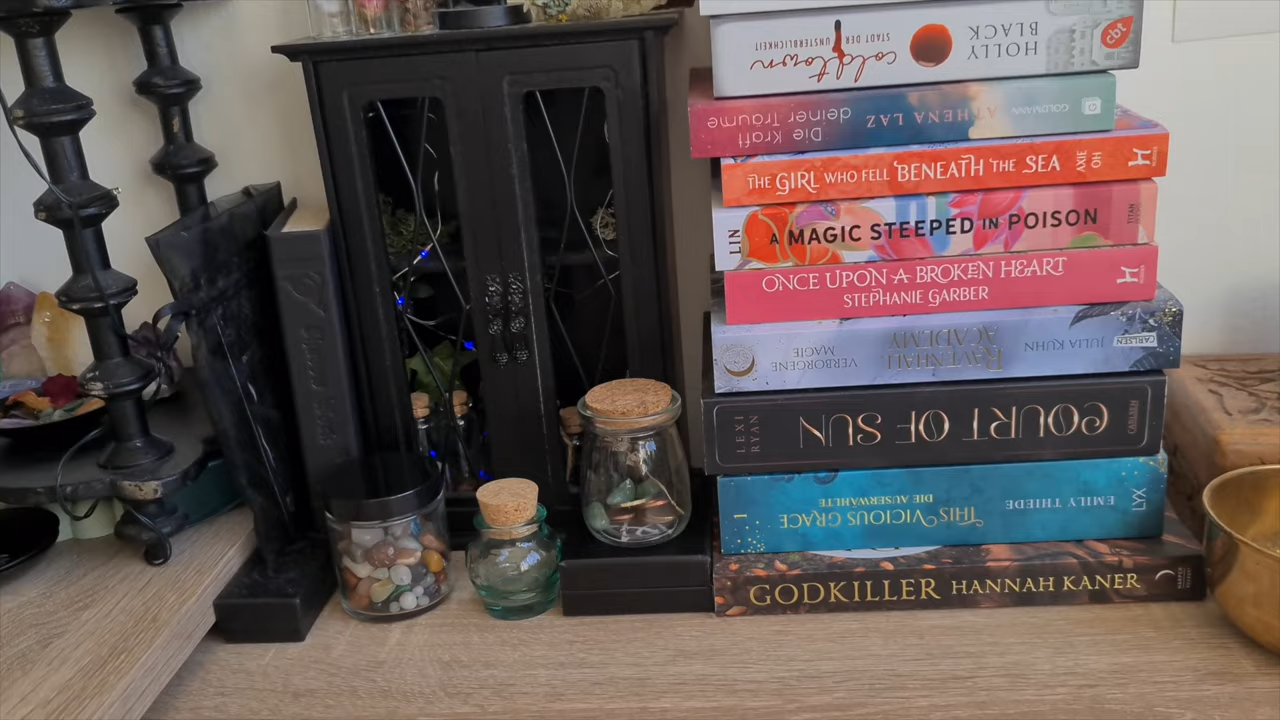 HOLLY
BLACK
coldtown
STADT DER
UNSTERBLICHKEIT
cbt
Die Kraft
deiner Träume
ATHENA LAZ
GOLDMANN
G
THE GIRL WHO FELL BENEATH THE SEA
AXIE
OH
H
LIN
A MAGIC STEEPED IN POISON
TITAN
ONCE UPON A BROKEN HEART
STEPHANIE GARBER
H
JULIA KUHN
RAVENHALL
ACADEMY
VERBORGENE
MAGIE
CARLSEN
LEXI
RYAN
COURT OF SUN
CARLSEN
EMILY THIEDE
THIS VICIOUS GRACE
DIE AUSERWÄHLTE
1
LYX
GODKILLER HANNAH KANER